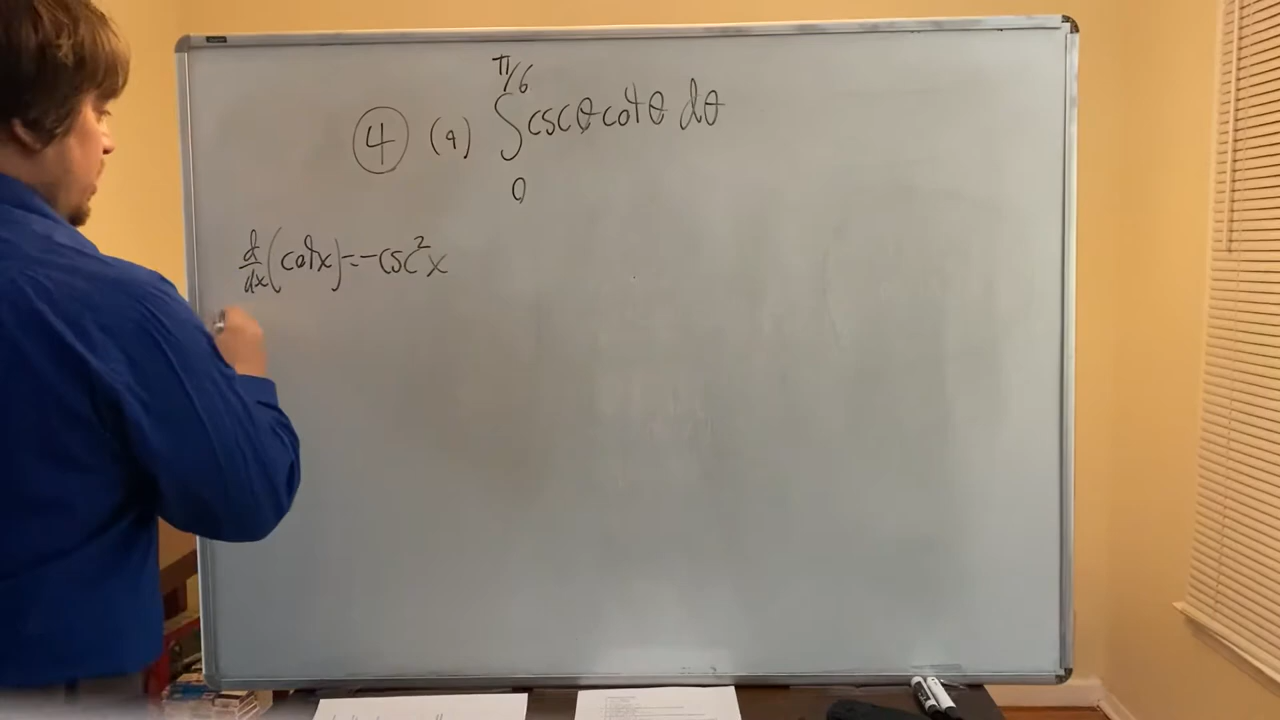 ④ (a) ∫₀^π/6 cscθ cotθ dθ
d/dx (cotx) = -csc²x